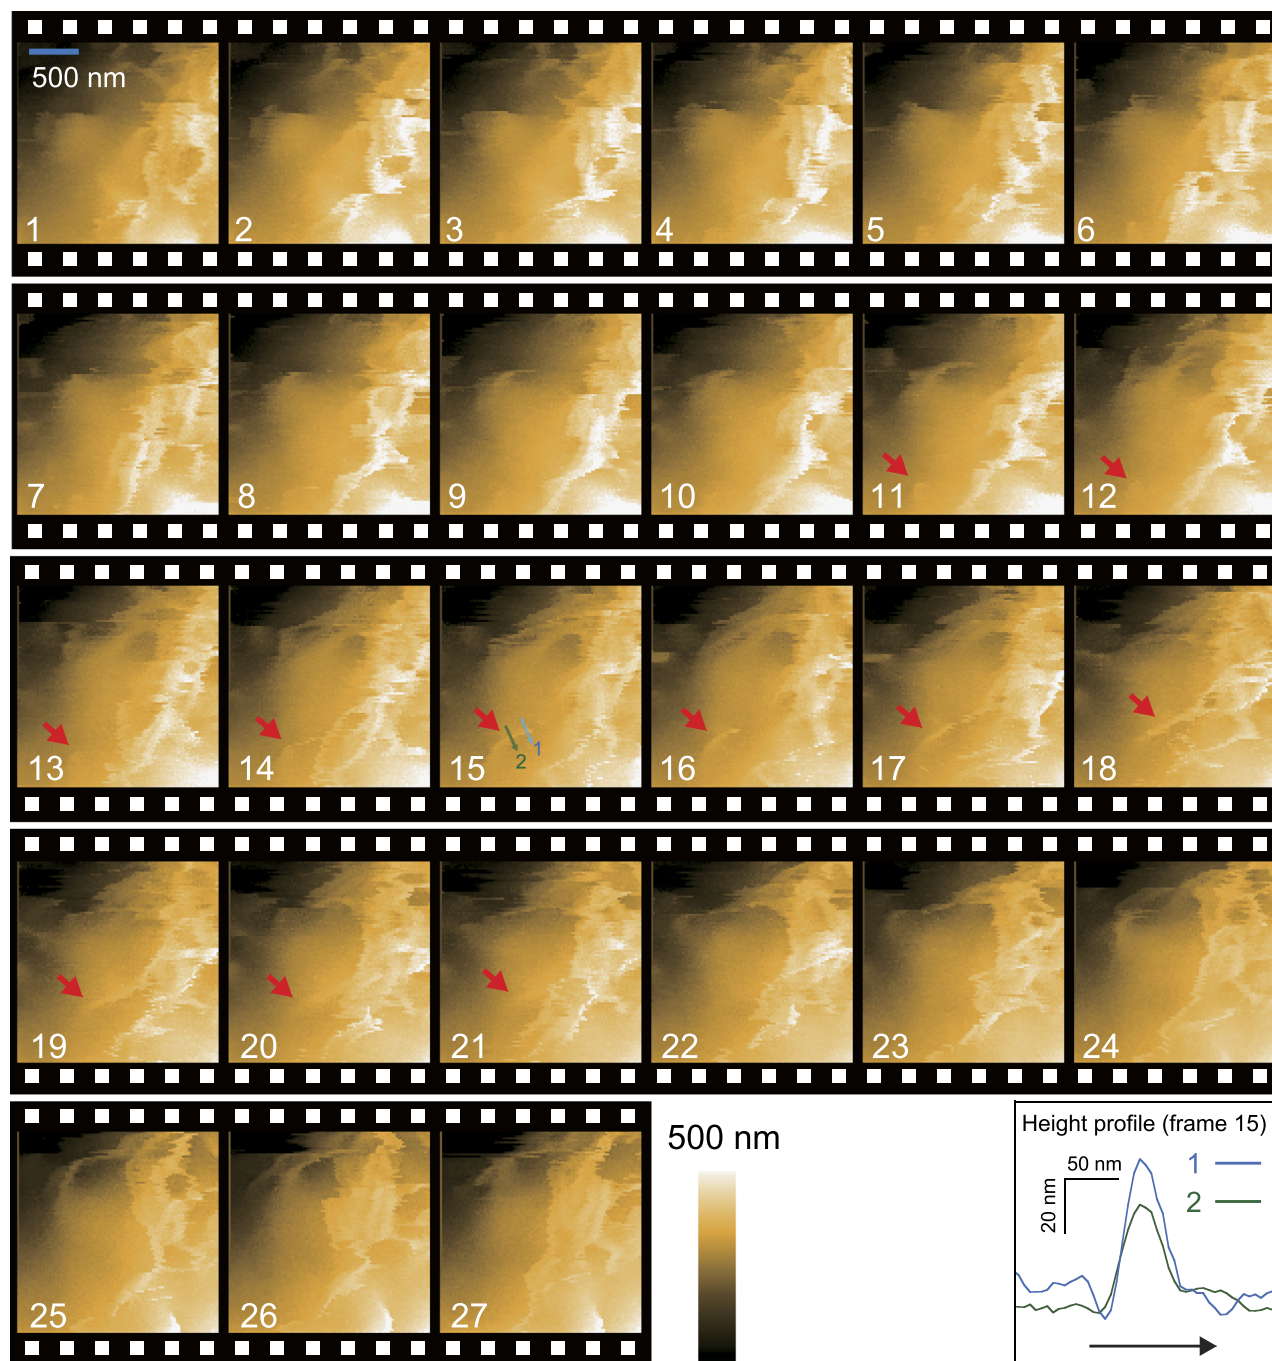 500 nm
1 2 3 4 5 6
7 8 9 10 11 12
13 14 15 1 2 16 17 18
19 20 21 22 23 24
25 26 27
500 nm
Height profile (frame 15)
50 nm
20 nm
1
2